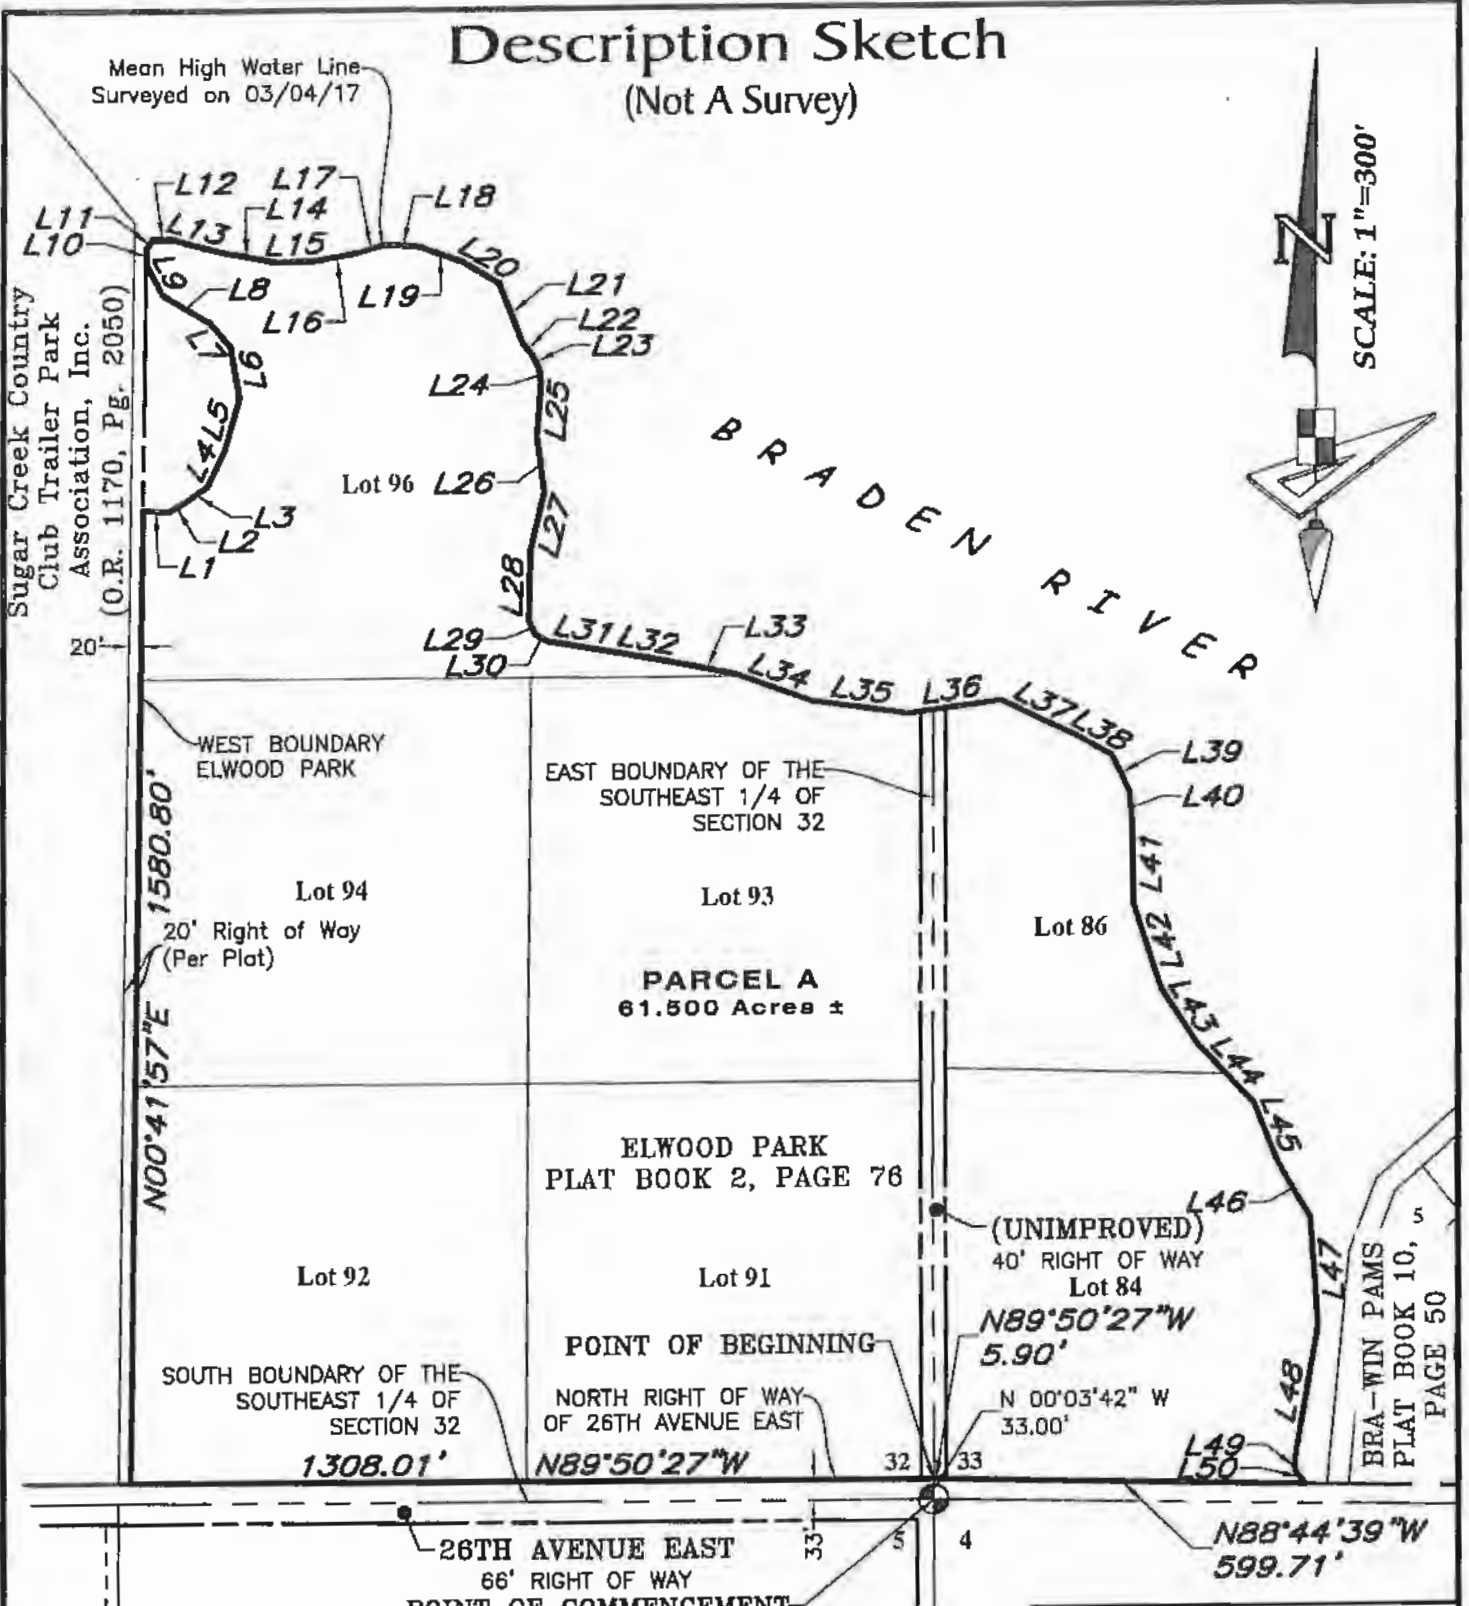 Description Sketch
(Not A Survey)
Mean High Water Line
Surveyed on 03/04/17
N
SCALE: 1"=300'
L12
L17
L18
L11
L13
L14
L10
L15
L20
L9
L8
L16
L19
L21
L22
L23
L7
L6
L24
L25
L5
L4
Lot 96
L26
L3
L2
L1
L27
L28
L29
L30
L31
L32
L33
L34
L35
L36
L37
L38
L39
L40
BRADEN RIVER
Sugar Creek Country
Club Trailer Park
Association, Inc.
(O.R. 1170, Pg. 2050)
20'
WEST BOUNDARY
ELWOOD PARK
EAST BOUNDARY OF THE
SOUTHEAST 1/4 OF
SECTION 32
1580.80'
N00°41'57"E
Lot 94
Lot 93
Lot 86
L41
L42
L43
L44
L45
20' Right of Way
(Per Plat)
PARCEL A
61.500 Acres ±
ELWOOD PARK
PLAT BOOK 2, PAGE 76
L46
5
(UNIMPROVED)
40' RIGHT OF WAY
L47
Lot 92
Lot 91
Lot 84
N89°50'27"W
5.90'
POINT OF BEGINNING
BRA-WIN PAMS
PLAT BOOK 10,
PAGE 50
SOUTH BOUNDARY OF THE
SOUTHEAST 1/4 OF
SECTION 32
NORTH RIGHT OF WAY
OF 26TH AVENUE EAST
N 00°03'42" W
33.00'
L48
L49
L50
1308.01'
N89°50'27"W
32
33
33'
5
4
N88°44'39"W
599.71'
26TH AVENUE EAST
66' RIGHT OF WAY
POINT OF COMMENCEMENT